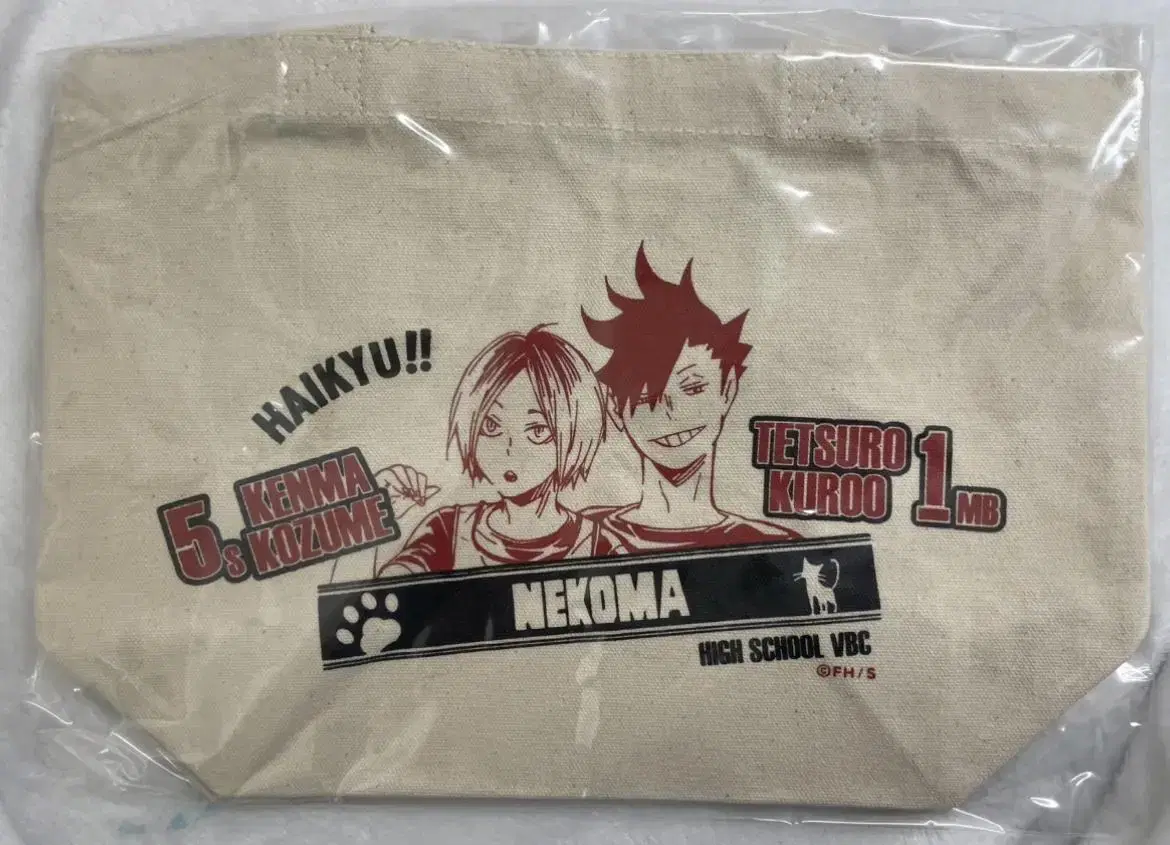 HAIKYU!!
5s
KENMA
KOZUME
TETSURO
KUROO
1MB
NEKOMA
HIGH SCHOOL VBC
©FH/S